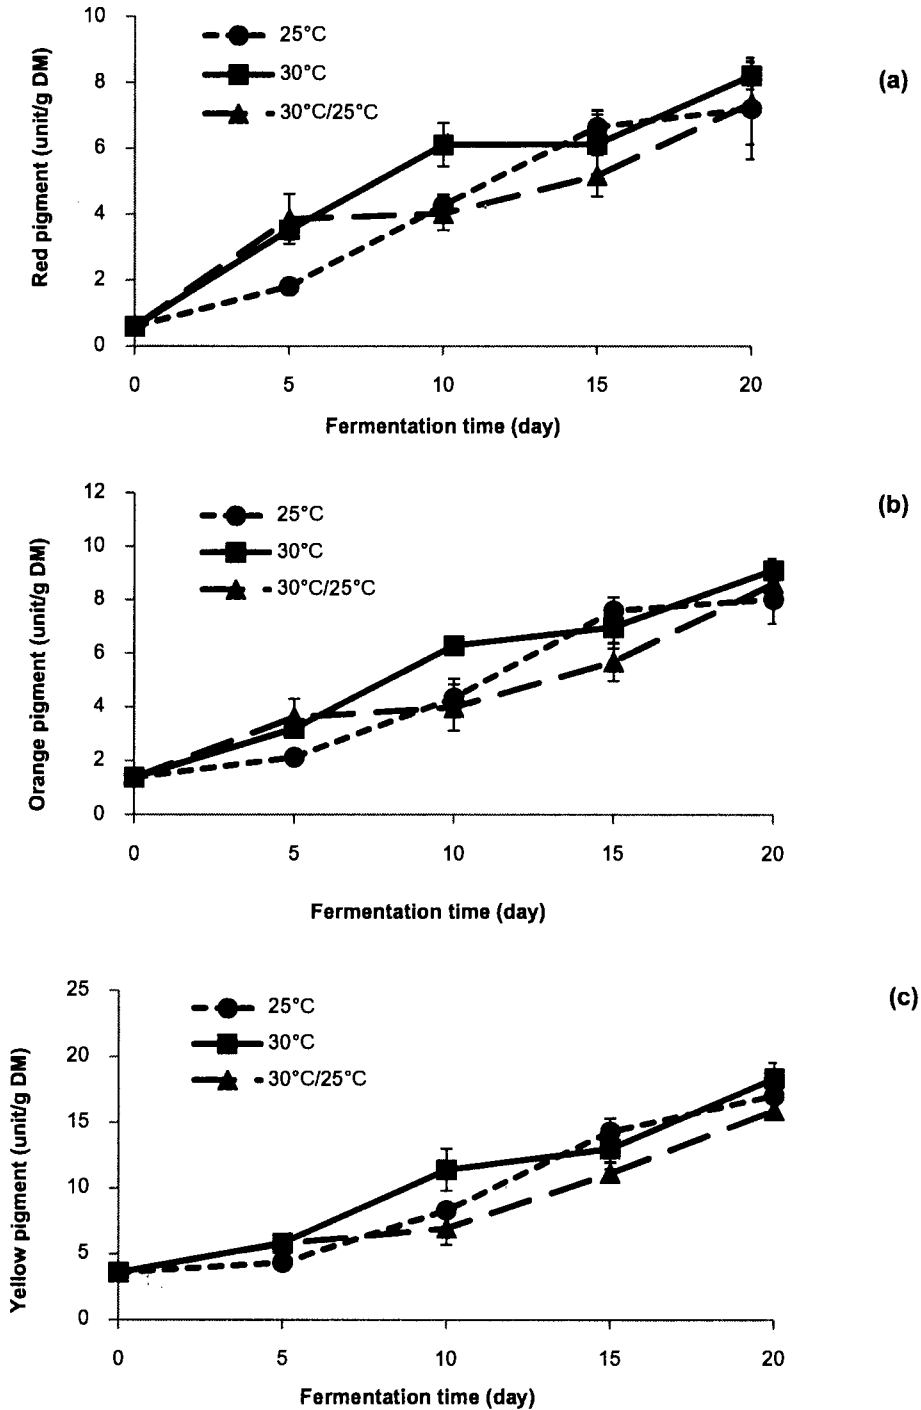 10
8
6
4
2
0
Red pigment (unit/g DM)
25°C
30°C
30°C/25°C
(a)
0 5 10 15 20
Fermentation time (day)
12
10
8
6
4
2
0
Orange pigment (unit/g DM)
25°C
30°C
30°C/25°C
(b)
0 5 10 15 20
Fermentation time (day)
25
20
15
10
5
0
Yellow pigment (unit/g DM)
25°C
30°C
30°C/25°C
(c)
0 5 10 15 20
Fermentation time (day)